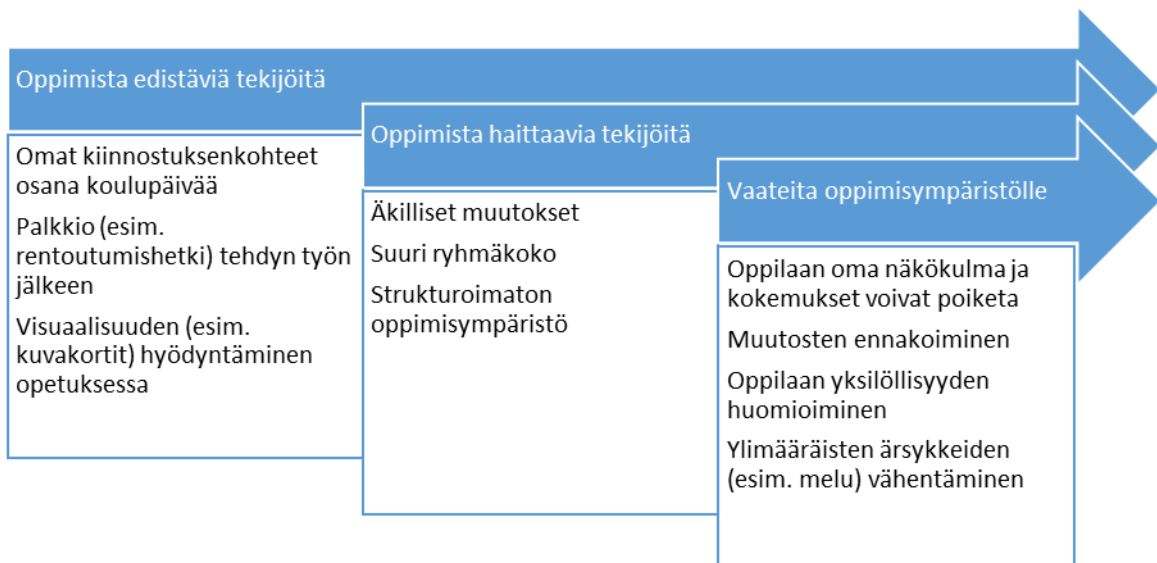 Oppimista edistäviä tekijöitä
Omat kiinnostuksenkohteet
osana koulupäivää
Palkkio (esim.
rentoutumishetki) tehdyn työn
jälkeen
Visuaalisuuden (esim.
kuvakortit) hyödyntäminen
opetuksessa
Oppimista haittaavia tekijöitä
Äkilliset muutokset
Suuri ryhmäkoko
Strukturoimaton
oppimisympäristö
Vaateita oppimisympäristölle
Oppilaan oma näkökulma ja
kokemukset voivat poiketa
Muutosten ennakoiminen
Oppilaan yksilöllisyyden
huomioiminen
Ylimääräisten ärsykkeiden
(esim. melu) vähentäminen